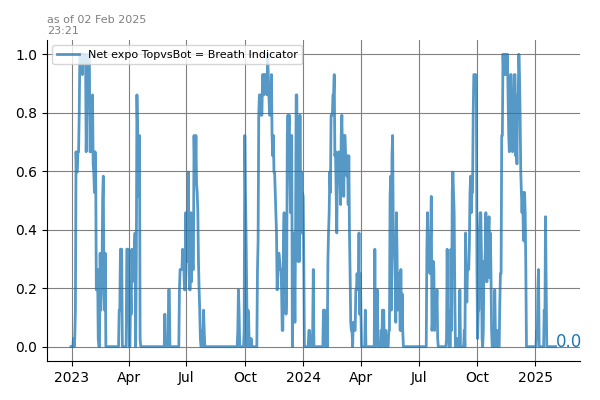 as of 02 Feb 2025
23:21
Net expo TopvsBot = Breath Indicator
1.0
0.8
0.6
0.4
0.2
0.0
0.0
2023 Apr Jul Oct 2024 Apr Jul Oct 2025